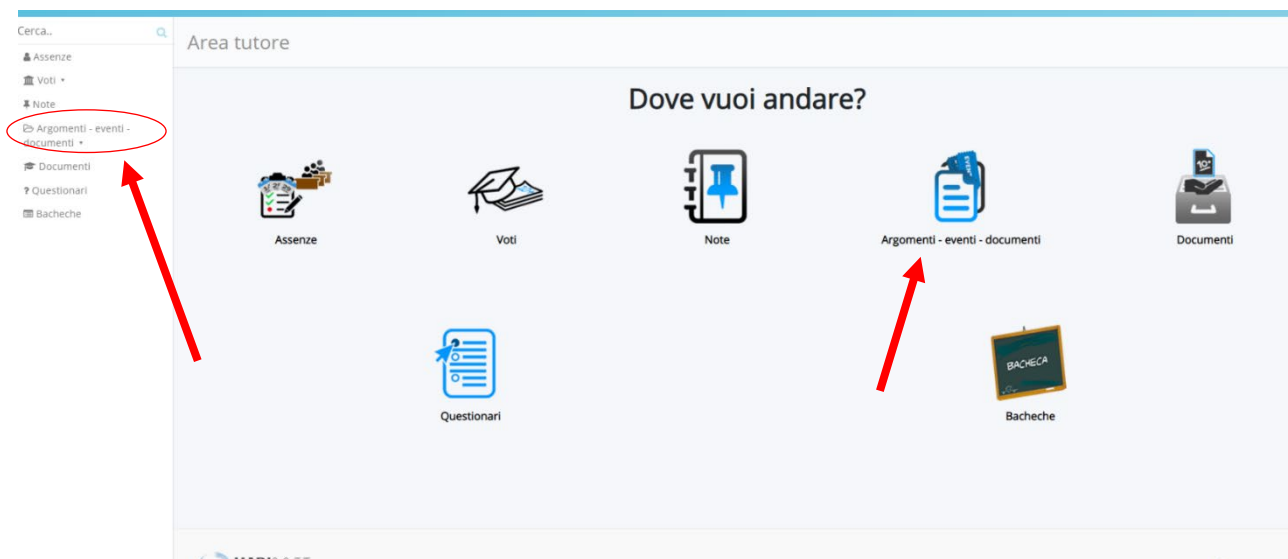 Cerca..
Area tutore
Assenze
Voti
Note
Argomenti - eventi -
documenti
Documenti
? Questionari
Bacheche
Dove vuoi andare?
Assenze
Voti
Note
Argomenti - eventi - documenti
Documenti
BACHECA
Questionari
Bacheche